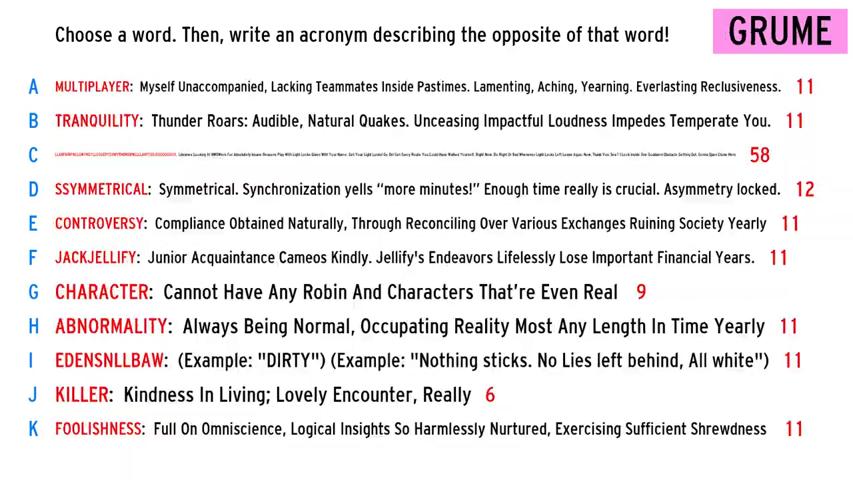 Choose a word. Then, write an acronym describing the opposite of that word!
GRUME
A MULTIPLAYER: Myself Unaccompanied, Lacking Teammates Inside Pastimes. Lamenting, Aching, Yearning. Everlasting Reclusiveness. 11
B TRANQUILITY: Thunder Roars: Audible, Natural Quakes. Unceasing Impactful Loudness Impedes Temperate You. 11
C 58
D SSYMMETRICAL: Symmetrical. Synchronization yells “more minutes!” Enough time really is crucial. Asymmetry locked. 12
E CONTROVERSY: Compliance Obtained Naturally, Through Reconciling Over Various Exchanges Ruining Society Yearly 11
F JACKJELLIFY: Junior Acquaintance Cameos Kindly. Jellify's Endeavors Lifelessly Lose Important Financial Years. 11
G CHARACTER: Cannot Have Any Robin And Characters That're Even Real 9
H ABNORMALITY: Always Being Normal, Occupating Reality Most Any Length In Time Yearly 11
I EDENSNLLBAW: (Example: "DIRTY") (Example: "Nothing sticks. No Lies left behind, All white") 11
J KILLER: Kindness In Living; Lovely Encounter, Really 6
K FOOLISHNESS: Full On Omniscience, Logical Insights So Harmlessly Nurtured, Exercising Sufficient Shrewdness 11